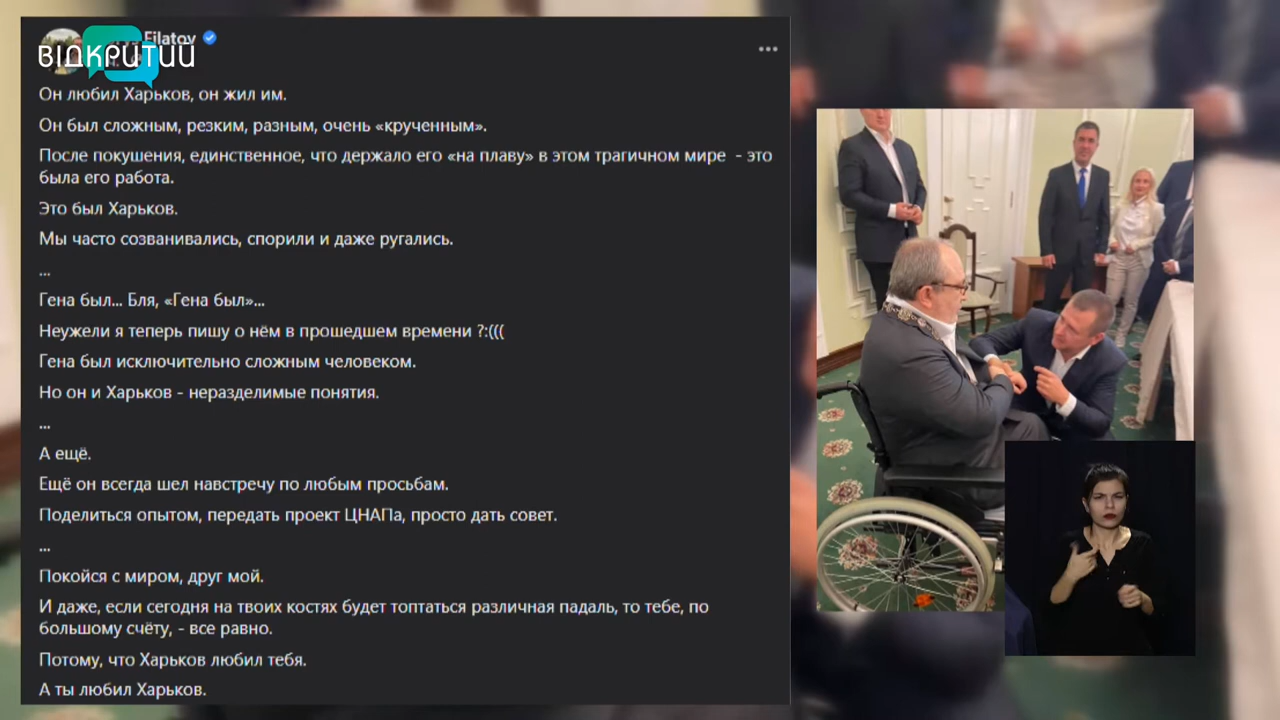 Filatov
ВІДКРИТИЙ
Он любил Харьков, он жил им.
Он был сложным, резким, разным, очень «крученным».
После покушения, единственное, что держало его «на плаву» в этом трагичном мире - это
была его работа.
Это был Харьков.
Мы часто созванивались, спорили и даже ругались.
...
Гена был... Бля, «Гена был»...
Неужели я теперь пишу о нём в прошедшем времени ?:(((
Гена был исключительно сложным человеком.
Но он и Харьков - неразделимые понятия.
...
А ещё.
Ещё он всегда шел навстречу по любым просьбам.
Поделиться опытом, передать проект ЦНАПа, просто дать совет.
...
Покойся с миром, друг мой.
И даже, если сегодня на твоих костях будет топтаться различная падаль, то тебе, по
большому счёту, - все равно.
Потому, что Харьков любил тебя.
А ты любил Харьков.